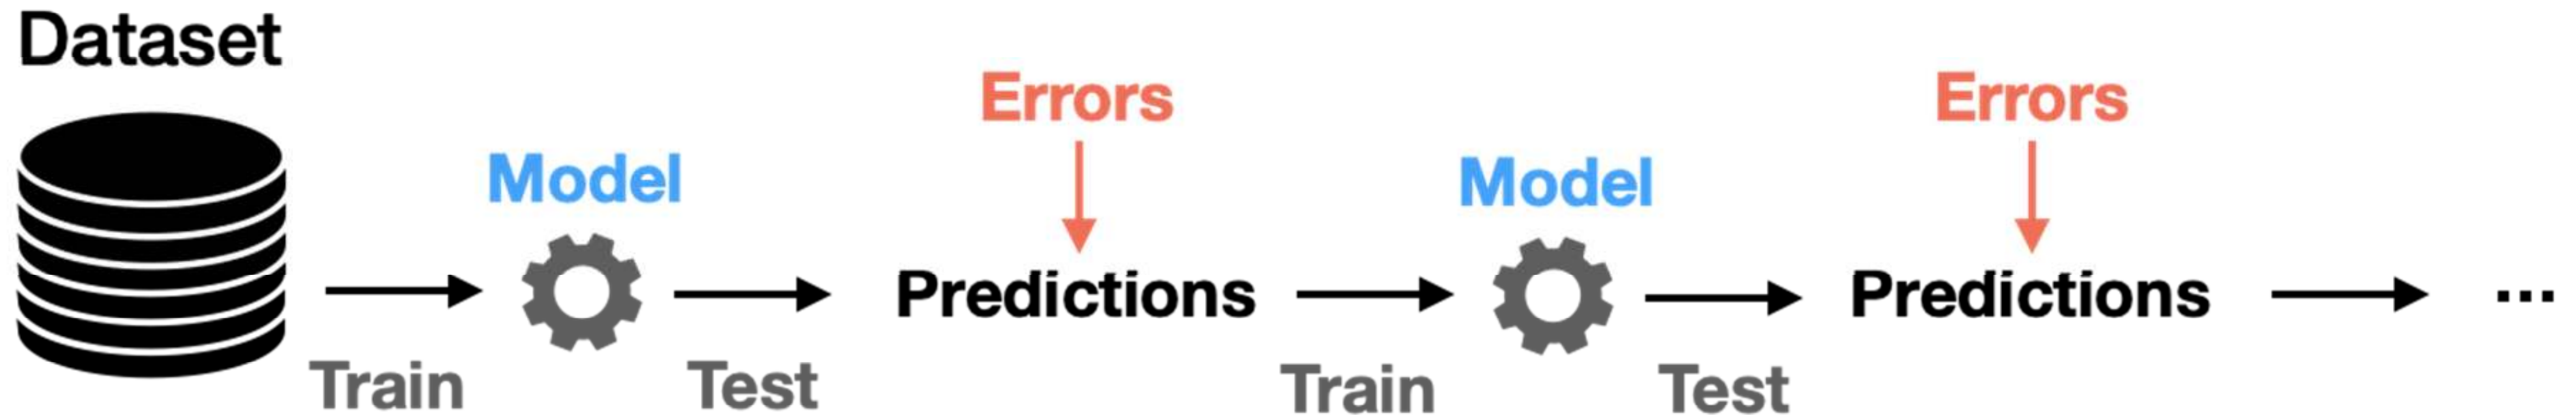 Dataset
Errors
Errors
Model
Model
Predictions
Predictions
...
Train
Test
Train
Test